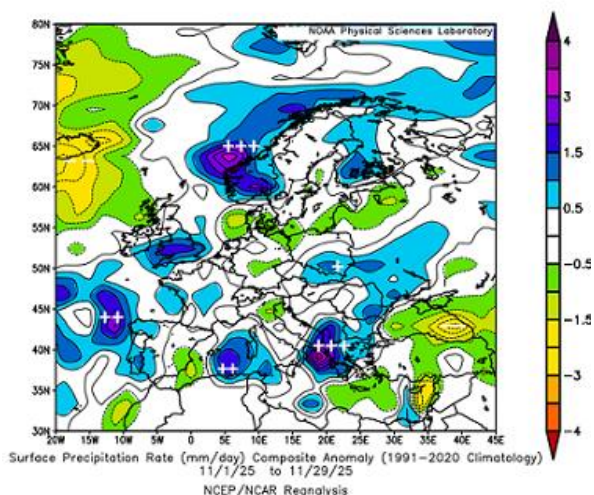 NOAA Physical Sciences Laboratory
80N
75N
70N
65N
60N
55N
50N
45N
40N
35N
30N
20W 15W 10W 5W 0 5E 10E 15E 20E 25E 30E 35E 40E 45E
4
3
1.5
0.5
-0.5
-1.5
-3
-4
+++
--
+
++
+++
++
Surface Precipitation Rate (mm/day) Composite Anomaly (1991-2020 Climatology)
11/1/25 to 11/29/25
NCEP/NCAR Reanalysis